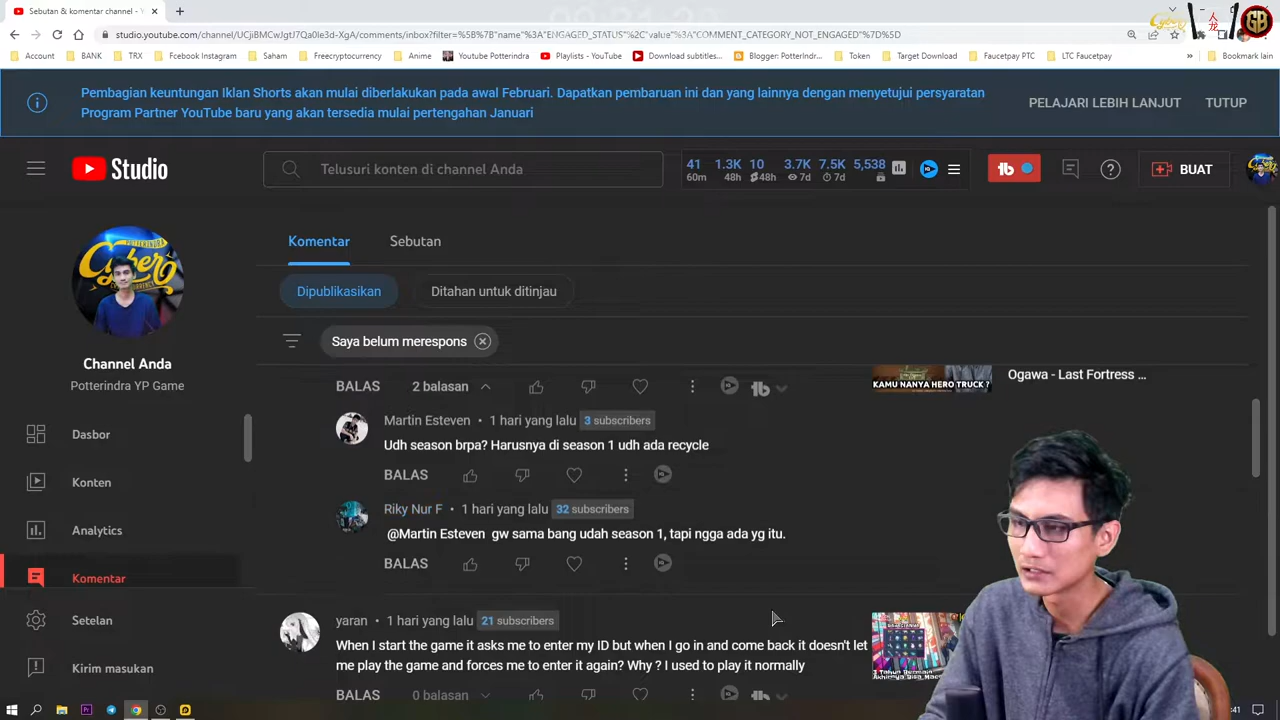 Sebutan & komentar channel -
studio.youtube.com/channel/UCjiBMCwJgtJ7Qa0le3d-XgA/comments/inbox?filter=%5B%7B"name"%3A"ENGAGED_STATUS"%2C"value"%3A"COMMENT_CATEGORY_NOT_ENGAGED"%7D%5D
Account BANK TRX Fcebook Instagram Saham Freecryptocurrency Anime Youtube Potterindra Playlists - YouTube Download subtitles... Blogger: PotterIndr... Token Target Download Faucetpay PTC LTC Faucetpay » Bookmark lain
Pembagian keuntungan Iklan Shorts akan mulai diberlakukan pada awal Februari. Dapatkan pembaruan ini dan yang lainnya dengan menyetujui persyaratan
Program Partner YouTube baru yang akan tersedia mulai pertengahan Januari
PELAJARI LEBIH LANJUT TUTUP
Studio
Telusuri konten di channel Anda
41 1.3K 10 3.7K 7.5K 5,538
60m 48h 48h 7d 7d
BUAT
POTTERINDRA
Cyber
Channel Anda
Potterindra YP Game
Dasbor
Konten
Analytics
Komentar
Setelan
Kirim masukan
Komentar Sebutan
Dipublikasikan Ditahan untuk ditinjau
Saya belum merespons
BALAS 2 balasan
KAMU NANYA HERO TRUCK ?
Ogawa - Last Fortress ...
Martin Esteven • 1 hari yang lalu 3 subscribers
Udh season brpa? Harusnya di season 1 udh ada recycle
BALAS
Riky Nur F • 1 hari yang lalu 32 subscribers
@Martin Esteven gw sama bang udah season 1, tapi ngga ada yg itu.
BALAS
yaran • 1 hari yang lalu 21 subscribers
When I start the game it asks me to enter my ID but when I go in and come back it doesn't let
me play the game and forces me to enter it again? Why ? I used to play it normally
BALAS 0 balasan